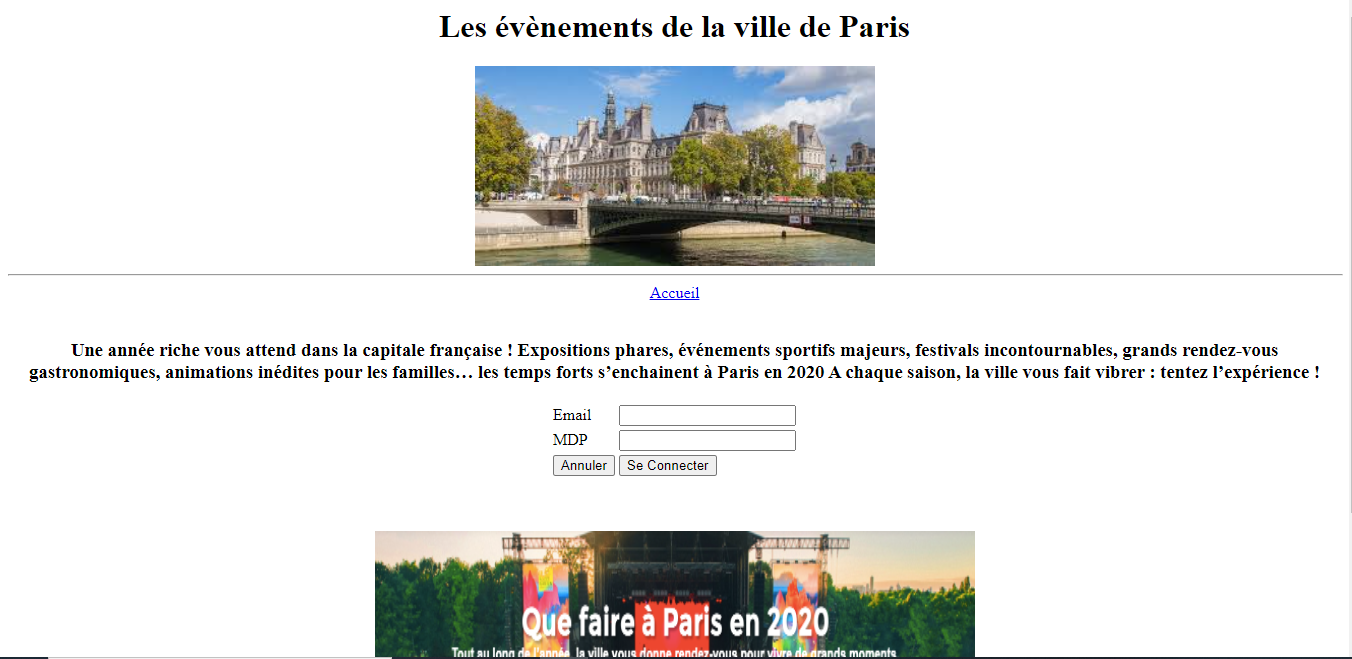 Les évènements de la ville de Paris
Accueil
Une année riche vous attend dans la capitale française ! Expositions phares, événements sportifs majeurs, festivals incontournables, grands rendez-vous
gastronomiques, animations inédites pour les familles… les temps forts s’enchainent à Paris en 2020 A chaque saison, la ville vous fait vibrer : tentez l’expérience !
Email
MDP
Annuler Se Connecter
Que faire à Paris en 2020
Tout au long de l'année, la ville vous donne rendez-vous pour vivre de grands moments